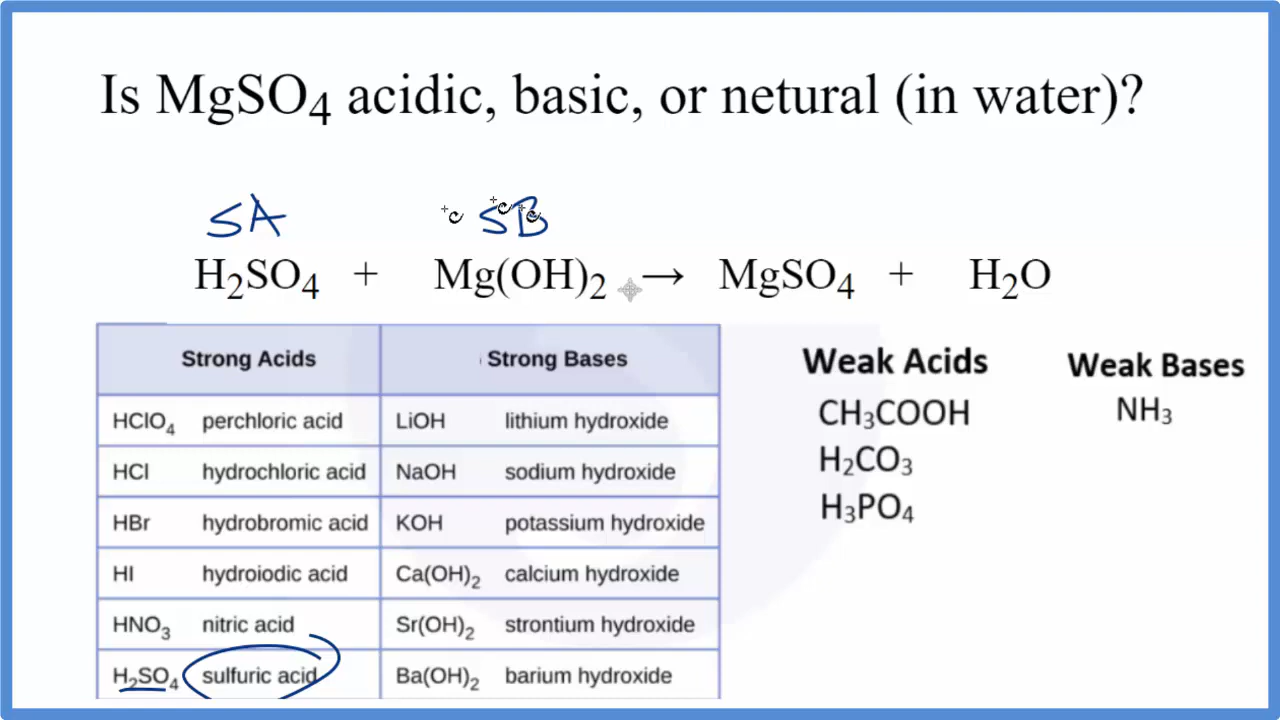 Is MgSO₄ acidic, basic, or netural (in water)?
SA SB
H₂SO₄ + Mg(OH)₂ → MgSO₄ + H₂O
Strong Acids Strong Bases
HClO₄ perchloric acid LiOH lithium hydroxide
HCl hydrochloric acid NaOH sodium hydroxide
HBr hydrobromic acid KOH potassium hydroxide
HI hydroiodic acid Ca(OH)₂ calcium hydroxide
HNO₃ nitric acid Sr(OH)₂ strontium hydroxide
H₂SO₄ sulfuric acid Ba(OH)₂ barium hydroxide
Weak Acids
CH₃COOH
H₂CO₃
H₃PO₄
Weak Bases
NH₃